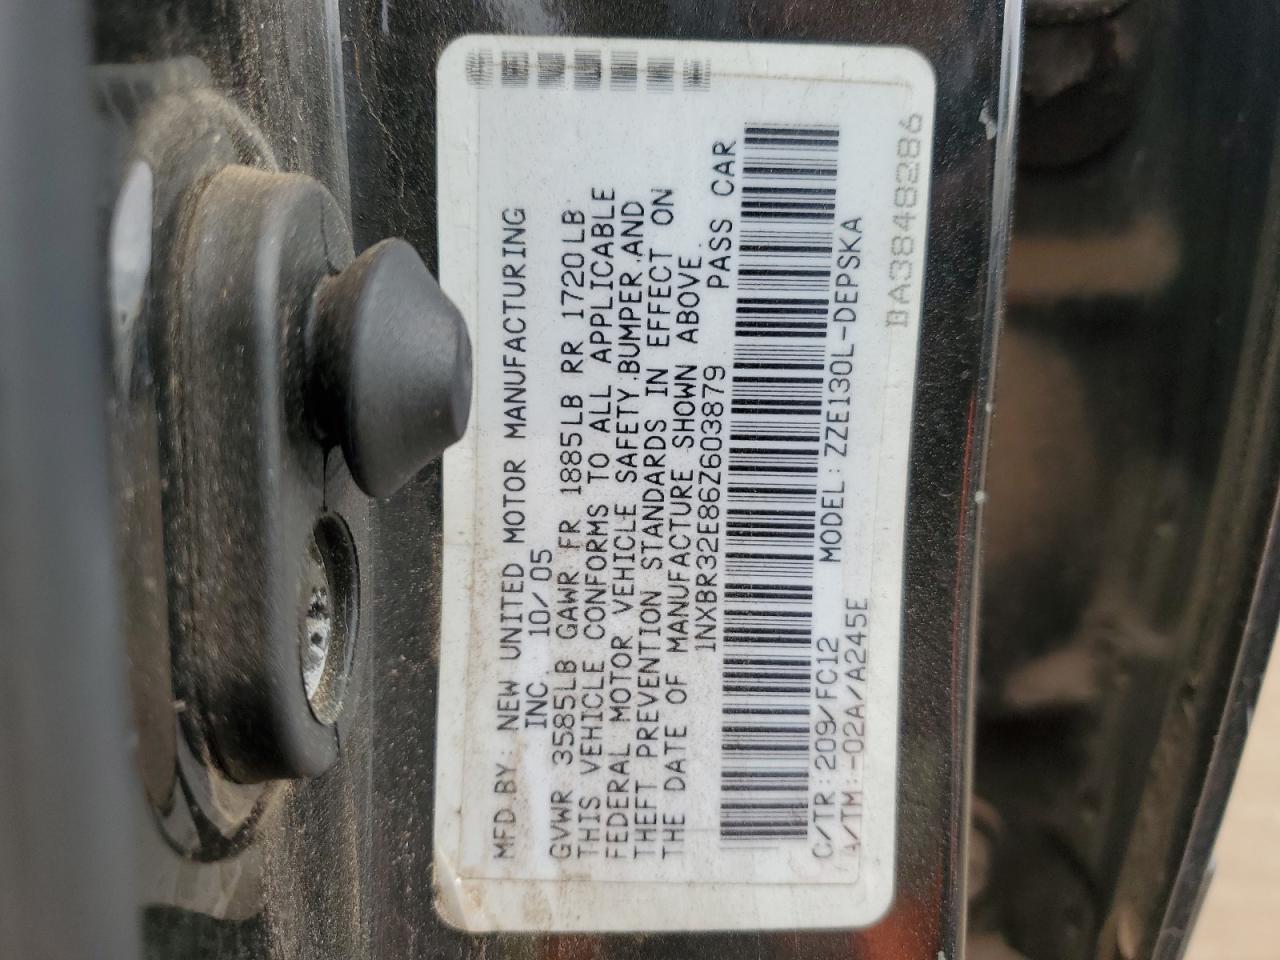 MFD BY: NEW UNITED MOTOR MANUFACTURING
INC. 10/05
GVWR 3585LB GAWR FR 1885LB RR 1720LB
THIS VEHICLE CONFORMS TO ALL APPLICABLE
FEDERAL MOTOR VEHICLE SAFETY.BUMPER.AND
THEFT PREVENTION STANDARDS IN EFFECT ON
THE DATE OF MANUFACTURE SHOWN ABOVE.
1NXBR32E86Z603879 PASS CAR
C/TR:209/FC12 MODEL:ZZE130L-DEPSKA
A/TM:-02A/A245E
BA3848286